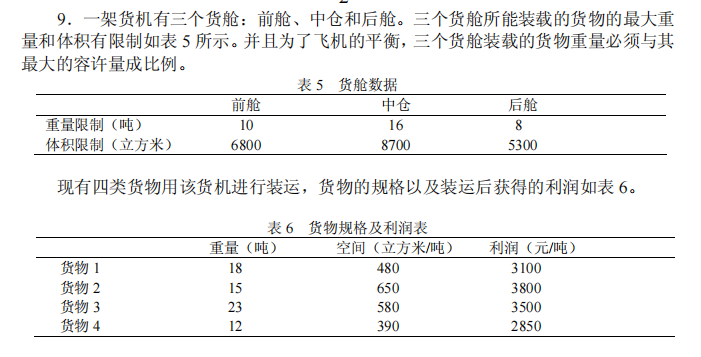 2
9．一架货机有三个货舱：前舱、中仓和后舱。三个货舱所能装载的货物的最大重
量和体积有限制如表 5 所示。并且为了飞机的平衡，三个货舱装载的货物重量必须与其
最大的容许量成比例。
表 5 货舱数据
前舱 中仓 后舱
重量限制（吨） 10 16 8
体积限制（立方米） 6800 8700 5300
现有四类货物用该货机进行装运，货物的规格以及装运后获得的利润如表 6。
表 6 货物规格及利润表
重量（吨） 空间（立方米/吨） 利润（元/吨）
货物 1 18 480 3100
货物 2 15 650 3800
货物 3 23 580 3500
货物 4 12 390 2850